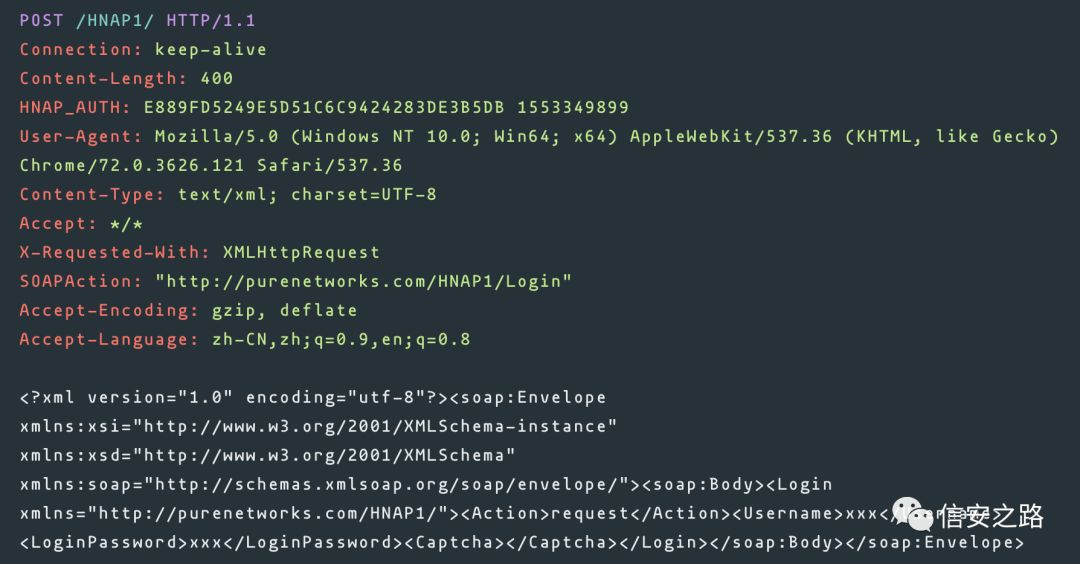 POST /HNAP1/ HTTP/1.1
Connection: keep-alive
Content-Length: 400
HNAP_AUTH: E889FD5249E5D51C6C9424283DE3B5DB 1553349899
User-Agent: Mozilla/5.0 (Windows NT 10.0; Win64; x64) AppleWebKit/537.36 (KHTML, like Gecko)
Chrome/72.0.3626.121 Safari/537.36
Content-Type: text/xml; charset=UTF-8
Accept: */*
X-Requested-With: XMLHttpRequest
SOAPAction: "http://purenetworks.com/HNAP1/Login"
Accept-Encoding: gzip, deflate
Accept-Language: zh-CN,zh;q=0.9,en;q=0.8
<?xml version="1.0" encoding="utf-8"?><soap:Envelope
xmlns:xsi="http://www.w3.org/2001/XMLSchema-instance"
xmlns:xsd="http://www.w3.org/2001/XMLSchema"
xmlns:soap="http://schemas.xmlsoap.org/soap/envelope/"><soap:Body><Login
xmlns="http://purenetworks.com/HNAP1/"><Action>request</Action><Username>xxx</
信安之路
<LoginPassword>xxx</LoginPassword><Captcha></Captcha></Login></soap:Body></soap:Envelope>